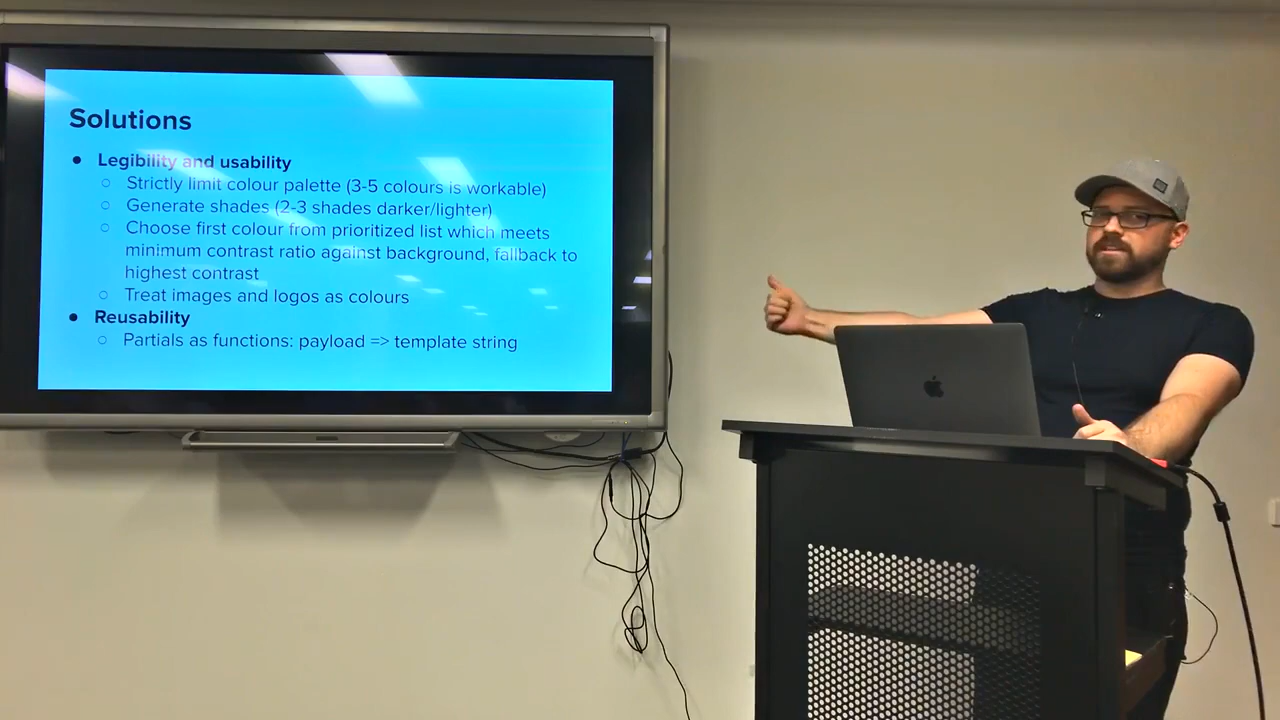 Solutions
● Legibility and usability
○ Strictly limit colour palette (3-5 colours is workable)
○ Generate shades (2-3 shades darker/lighter)
○ Choose first colour from prioritized list which meets
minimum contrast ratio against background, fallback to
highest contrast
○ Treat images and logos as colours
● Reusability
○ Partials as functions: payload => template string